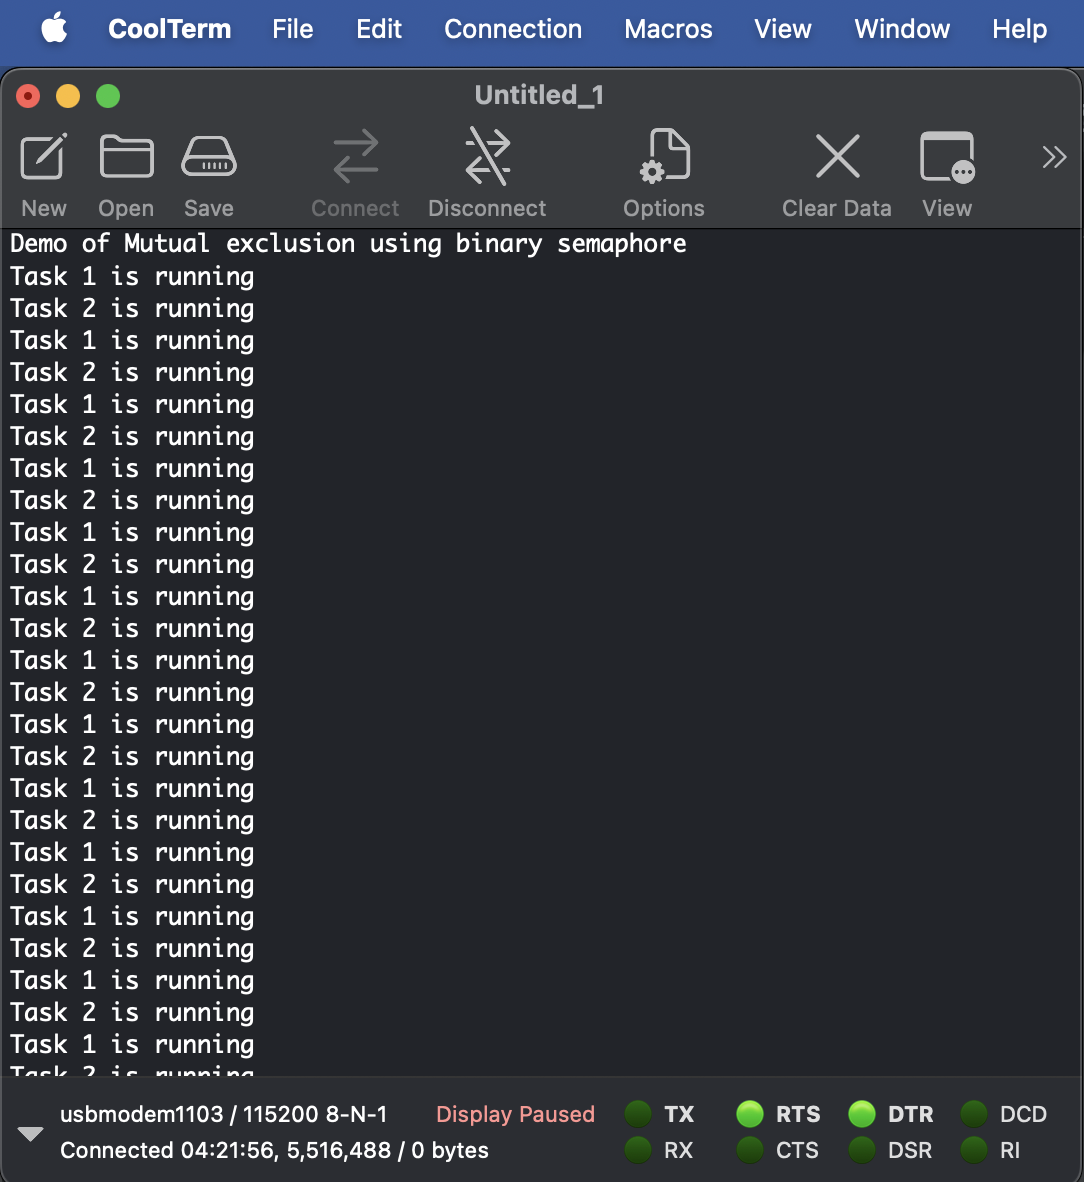 CoolTerm File Edit Connection Macros View Window Help
Untitled_1
New Open Save Connect Disconnect Options Clear Data View
Demo of Mutual exclusion using binary semaphore
Task 1 is running
Task 2 is running
Task 1 is running
Task 2 is running
Task 1 is running
Task 2 is running
Task 1 is running
Task 2 is running
Task 1 is running
Task 2 is running
Task 1 is running
Task 2 is running
Task 1 is running
Task 2 is running
Task 1 is running
Task 2 is running
Task 1 is running
Task 2 is running
Task 1 is running
Task 2 is running
Task 1 is running
Task 2 is running
Task 1 is running
Task 2 is running
Task 1 is running
Task 2 is running
usbmodem1103 / 115200 8-N-1 Display Paused TX RTS DTR DCD
Connected 04:21:56, 5,516,488 / 0 bytes RX CTS DSR RI